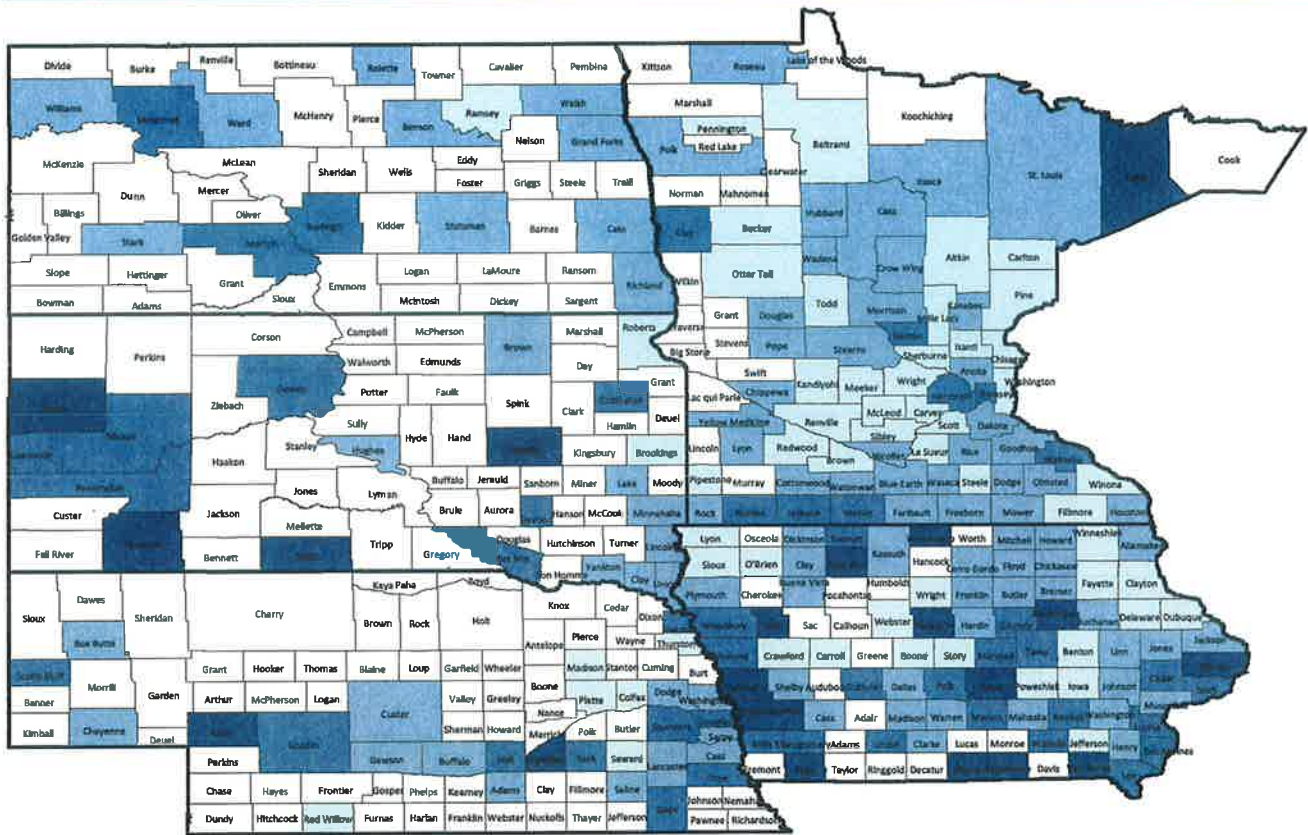 Divide
Burke
Renville
Bottineau
Rolette
Towner
Cavalier
Pembina
Kittson
Roseau
Lake of the Woods
Williams
Ward
McHenry
Pierce
Benson
Ramsey
Walsh
Marshall
Koochiching
Pennington
Red Lake
Polk
Beltrami
Clearwater
Itasca
St. Louis
Cook
McKenzie
McLean
Sheridan
Wells
Eddy
Foster
Nelson
Grand Forks
Griggs
Steele
Traill
Norman
Mahnomen
Dunn
Mercer
Oliver
Billings
Golden Valley
Stark
Kidder
Stutsman
Barnes
Cass
Clay
Becker
Hubbard
Cass
Wadena
Crow Wing
Aitkin
Carlton
Slope
Hettinger
Grant
Sioux
Emmons
Logan
LaMoure
Ransom
Richland
Wilkin
Otter Tail
Bowman
Adams
McIntosh
Dickey
Sargent
Grant
Douglas
Todd
Morrison
Pine
Harding
Perkins
Corson
Campbell
McPherson
Brown
Marshall
Roberts
Stevens
Pope
Stearns
Isanti
Big Stone
Sherburne
Walworth
Edmunds
Day
Swift
Ziebach
Dewey
Potter
Faulk
Spink
Clark
Grant
Lac qui Parle
Chippewa
Kandiyohi
Meeker
Wright
Anoka
Washington
Sully
Hamlin
Deuel
Yellow Medicine
Renville
McLeod
Carver
Scott
Dakota
Haakon
Stanley
Hughes
Hyde
Hand
Kingsbury
Brookings
Lincoln
Lyon
Redwood
Brown
Sibley
Nicollet
Le Sueur
Rice
Goodhue
Jones
Lyman
Buffalo
Jerauld
Sanborn
Miner
Lake
Moody
Pipestone
Murray
Cottonwood
Watonwan
Blue Earth
Waseca
Steele
Dodge
Olmsted
Winona
Custer
Jackson
Brule
Aurora
Hanson
McCook
Minnehaha
Rock
Faribault
Freeborn
Mower
Fillmore
Houston
Fall River
Bennett
Mellette
Tripp
Gregory
Douglas
Hutchinson
Turner
Lincoln
Yankton
Clay
Lyon
Osceola
Dickinson
Kossuth
Worth
Mitchell
Howard
Winneshiek
Allamakee
Sioux
O'Brien
Clay
Hancock
Cerro Gordo
Floyd
Chickasaw
Fayette
Clayton
Sioux
Dawes
Sheridan
Cherry
Keya Paha
Boyd
Brown
Rock
Holt
Knox
Cedar
Dixon
Plymouth
Cherokee
Buena Vista
Pocahontas
Humboldt
Wright
Franklin
Butler
Bremer
Box Butte
Antelope
Pierce
Wayne
Sac
Calhoun
Webster
Hardin
Delaware
Dubuque
Scotts Bluff
Morrill
Garden
Grant
Hooker
Thomas
Blaine
Loup
Garfield
Wheeler
Boone
Madison
Stanton
Cuming
Burt
Crawford
Carroll
Greene
Boone
Story
Benton
Linn
Jones
Jackson
Banner
Arthur
McPherson
Logan
Valley
Greeley
Nance
Platte
Colfax
Dodge
Shelby
Audubon
Dallas
Polk
Poweshiek
Iowa
Johnson
Cedar
Kimball
Cheyenne
Deuel
Custer
Sherman
Howard
Merrick
Polk
Butler
Cass
Adair
Madison
Warren
Marion
Mahaska
Washington
Perkins
Dawson
Buffalo
Hall
York
Seward
Lancaster
Cass
Adams
Clarke
Lucas
Monroe
Jefferson
Henry
Chase
Hayes
Frontier
Gosper
Phelps
Kearney
Adams
Clay
Fillmore
Saline
Johnson
Nemaha
Fremont
Taylor
Ringgold
Decatur
Davis
Dundy
Hitchcock
Red Willow
Furnas
Harlan
Franklin
Webster
Nuckolls
Thayer
Jefferson
Gage
Pawnee
Richardson